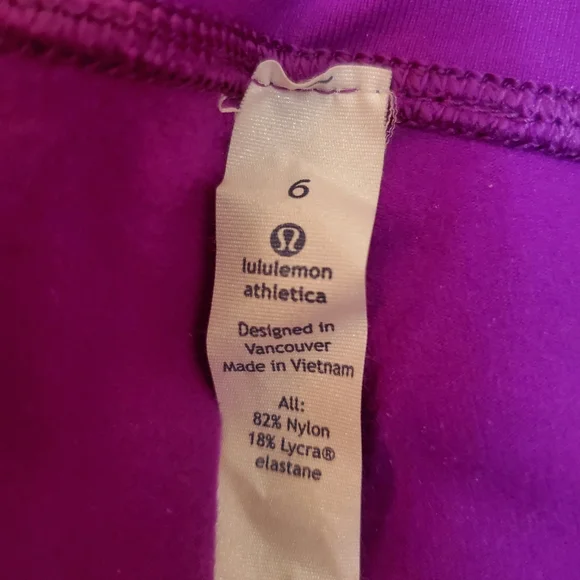 6
lululemon
athletica
Designed in
Vancouver
Made in Vietnam
All:
82% Nylon
18% Lycra®
elastane